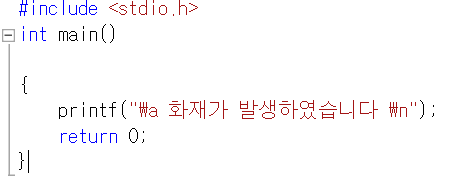 #include <stdio.h>
int main()
{
printf("₩a 화재가 발생하였습니다 ₩n");
return 0;
}